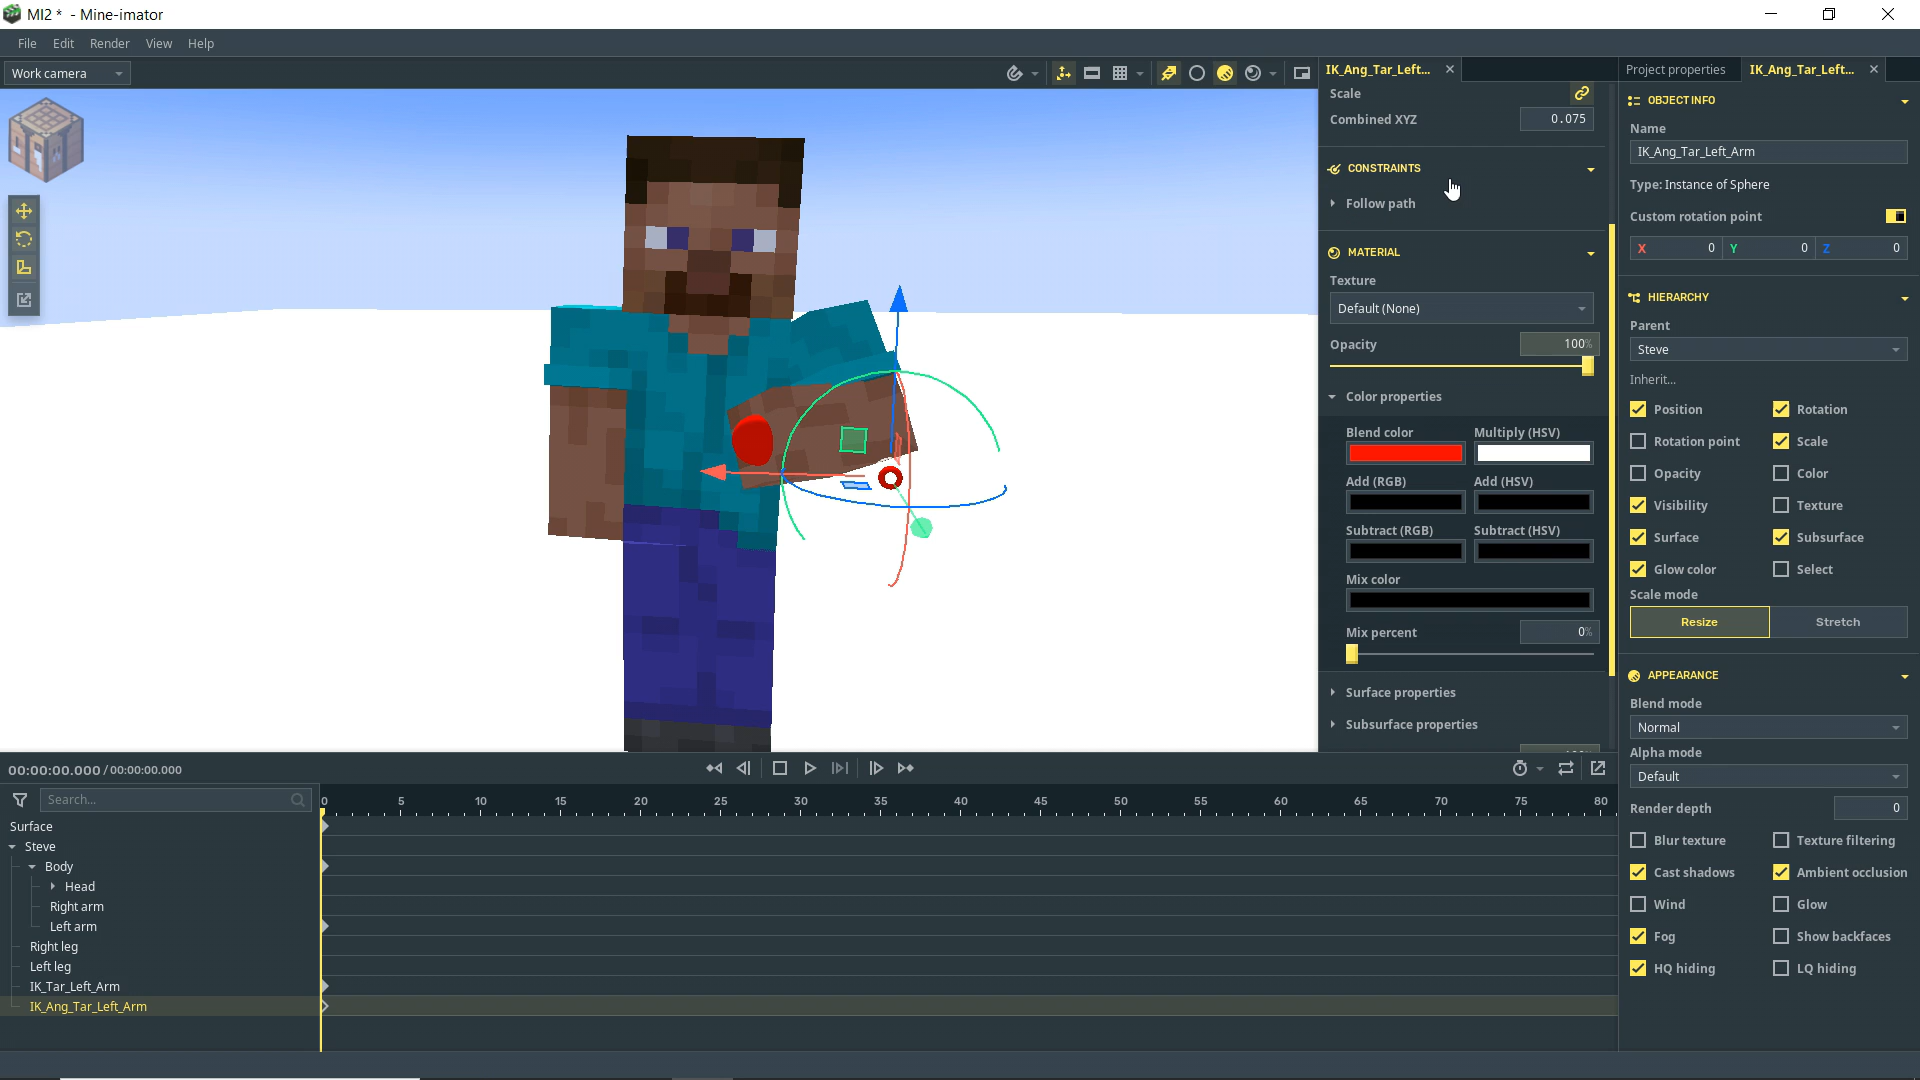 MI2 * - Mine-imator
File Edit Render View Help
Work camera
IK_Ang_Tar_Left...
Scale
Combined XYZ 0.075
CONSTRAINTS
Follow path
MATERIAL
Texture
Default (None)
Opacity 100%
Color properties
Blend color Multiply (HSV)
Add (RGB) Add (HSV)
Subtract (RGB) Subtract (HSV)
Mix color
Mix percent 0%
Surface properties
Subsurface properties
Project properties IK_Ang_Tar_Left...
OBJECT INFO
Name
IK_Ang_Tar_Left_Arm
Type: Instance of Sphere
Custom rotation point
X 0 Y 0 Z 0
HIERARCHY
Parent
Steve
Inherit...
Position Rotation
Rotation point Scale
Opacity Color
Visibility Texture
Surface Subsurface
Glow color Select
Scale mode
Resize Stretch
APPEARANCE
Blend mode
Normal
Alpha mode
Default
Render depth 0
Blur texture Texture filtering
Cast shadows Ambient occlusion
Wind Glow
Fog Show backfaces
HQ hiding LQ hiding
00:00:00.000 / 00:00:00.000
Search...
0 5 10 15 20 25 30 35 40 45 50 55 60 65 70 75 80
Surface
Steve
Body
Head
Right arm
Left arm
Right leg
Left leg
IK_Tar_Left_Arm
IK_Ang_Tar_Left_Arm